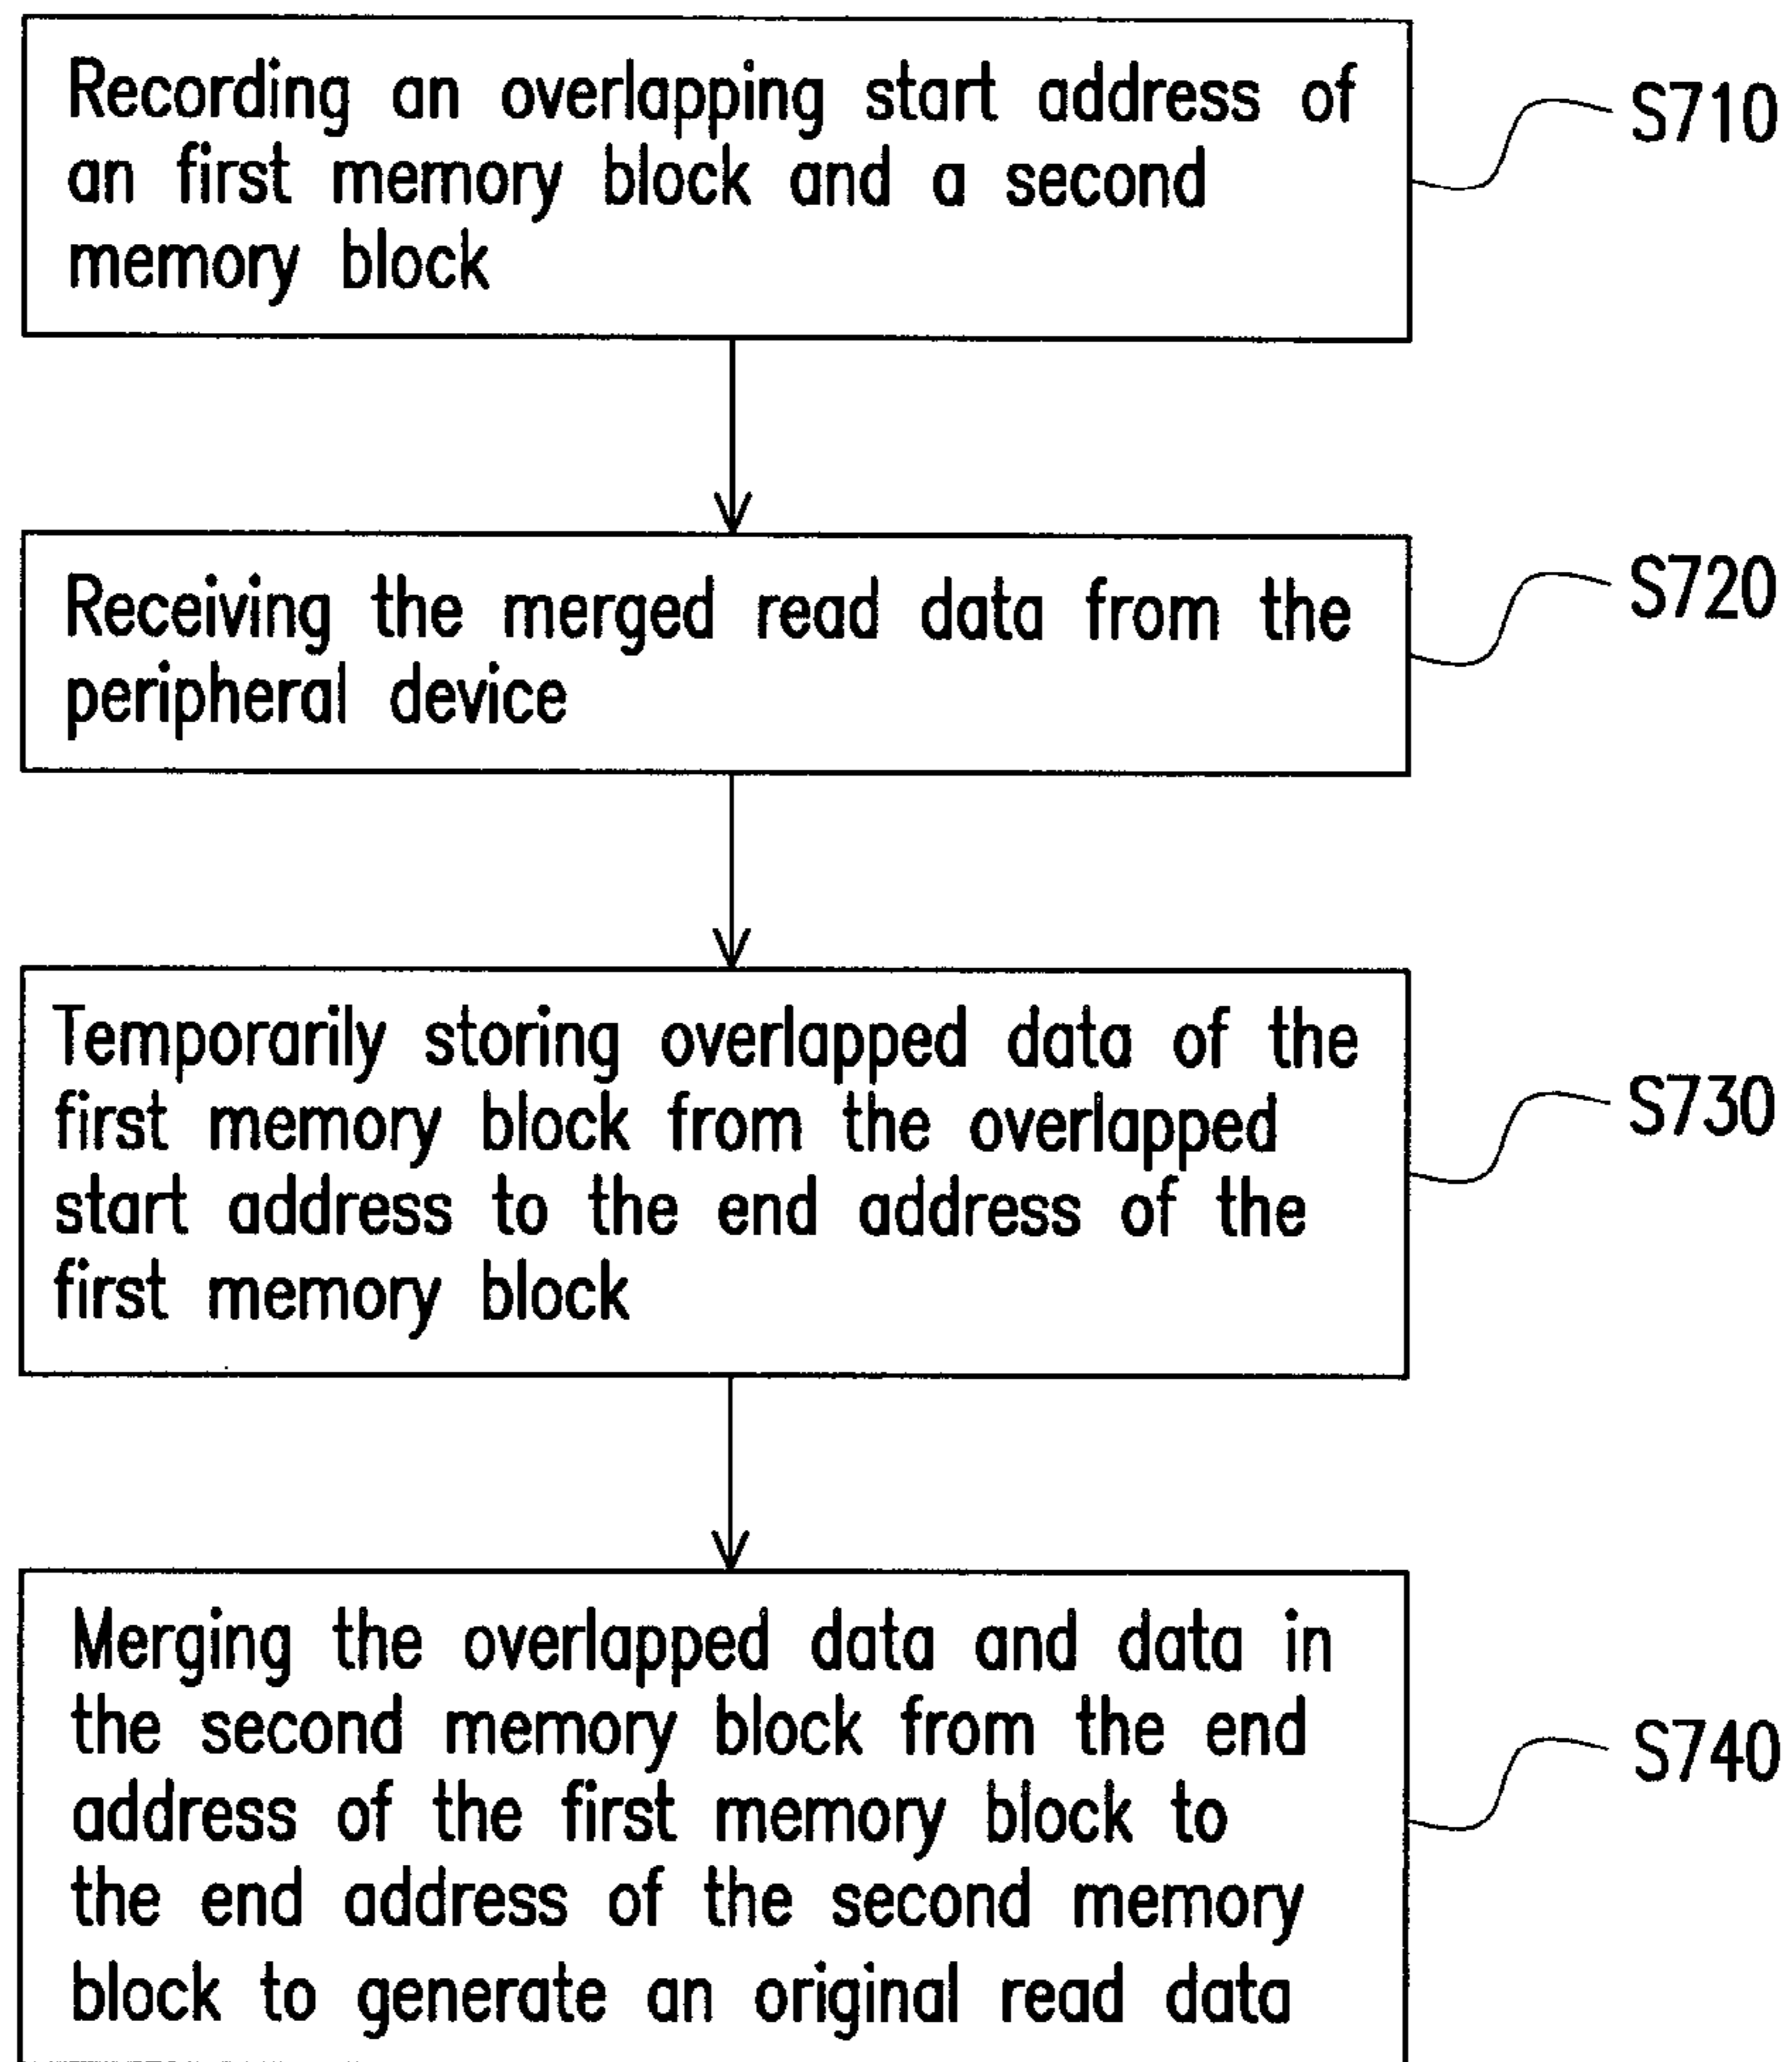 Recording an overlapping start address of
an first memory block and a second
memory block
S710
Receiving the merged read data from the
peripheral device
S720
Temporarily storing overlapped data of the
first memory block from the overlapped
start address to the end address of the
first memory block
S730
Merging the overlapped data and data in
the second memory block from the end
address of the first memory block to
the end address of the second memory
block to generate an original read data
S740